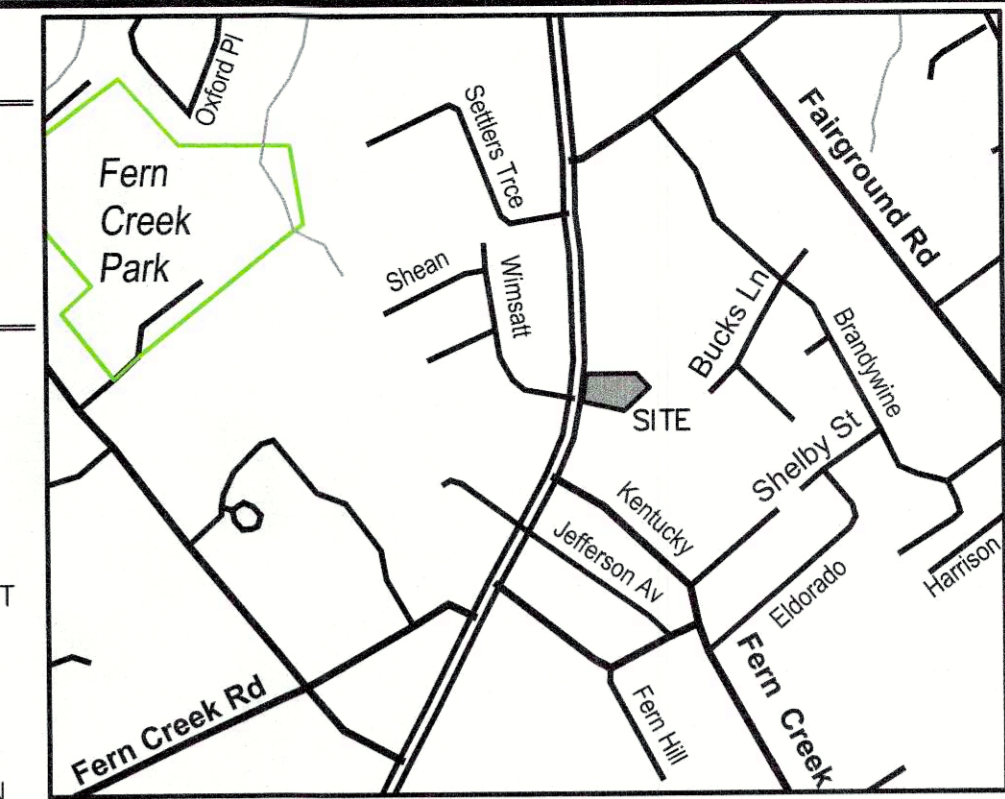 Oxford Pl
Settlers Trce
Fairground Rd
Fern
Creek
Park
Shean
Wimsatt
Bucks Ln
Brandywine
SITE
Shelby St
Kentucky
Jefferson Av
Harrison
T
Eldorado
Fern Creek
Fern Creek Rd
Fern Hill
N